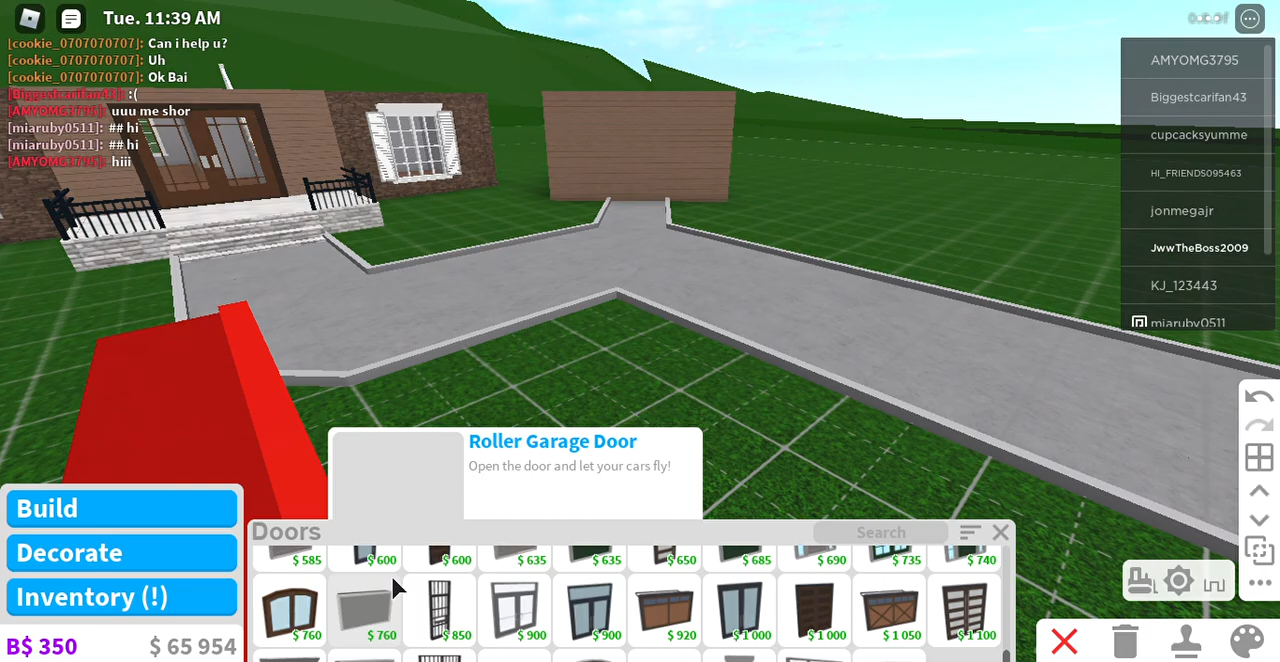 Tue. 11:39 AM
[cookie_0707070707]: Can i help u?
[cookie_0707070707]: Uh
[cookie_0707070707]: Ok Bai
[Biggestcarifan43]: :(
[AMYOMG3795]: uuu me shor
[miaruby0511]: ## hi
[miaruby0511]: ## hi
[AMYOMG3795]: hiii
AMYOMG3795
Biggestcarifan43
cupcacksyumme
HI_FRIENDS095463
jonmegajr
JwwTheBoss2009
KJ_123443
miaruby0511
Roller Garage Door
Open the door and let your cars fly!
Build
Decorate
Inventory (!)
B$ 350
$ 65 954
Doors
Search
$ 585 $ 600 $ 600 $ 635 $ 635 $ 650 $ 685 $ 690 $ 735 $ 740
$ 760 $ 760 $ 850 $ 900 $ 900 $ 920 $ 1 000 $ 1 000 $ 1 050 $ 1 100